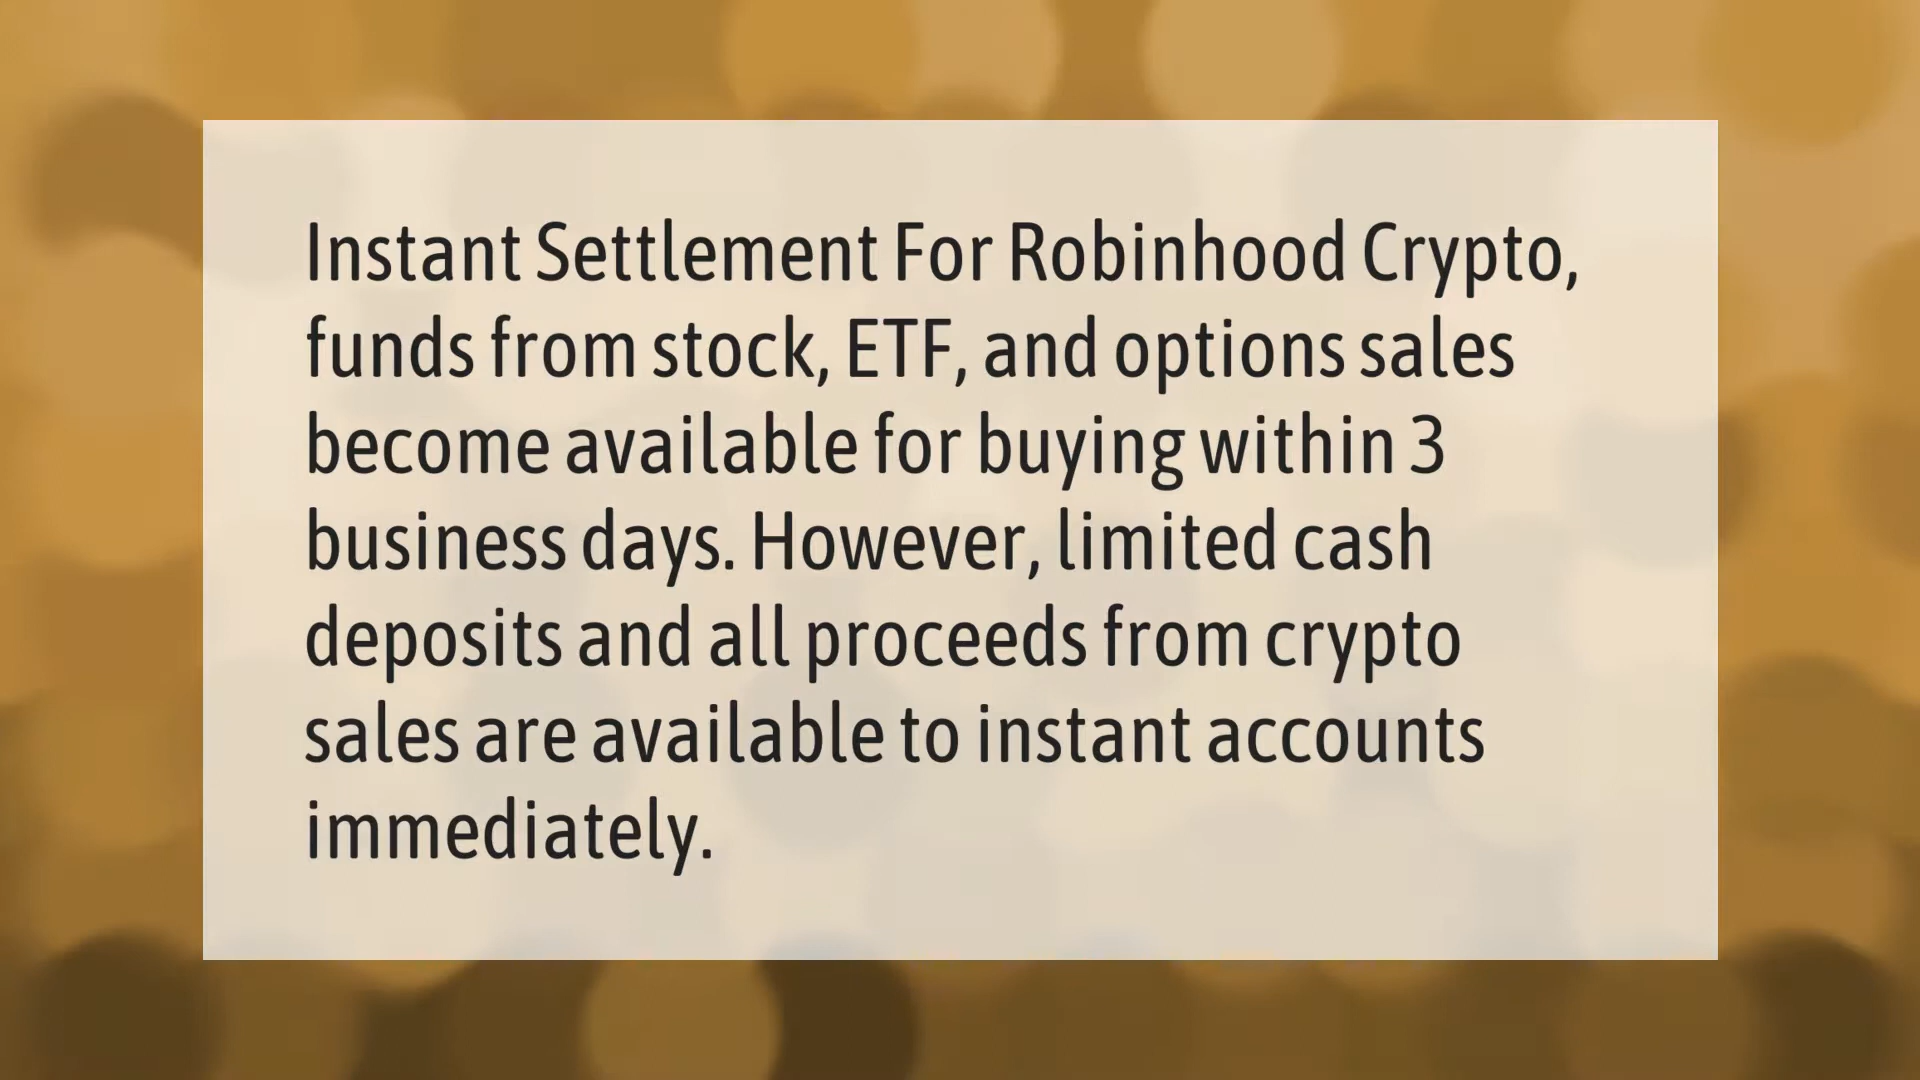 Instant Settlement For Robinhood Crypto,
funds from stock, ETF, and options sales
become available for buying within 3
business days. However, limited cash
deposits and all proceeds from crypto
sales are available to instant accounts
immediately.